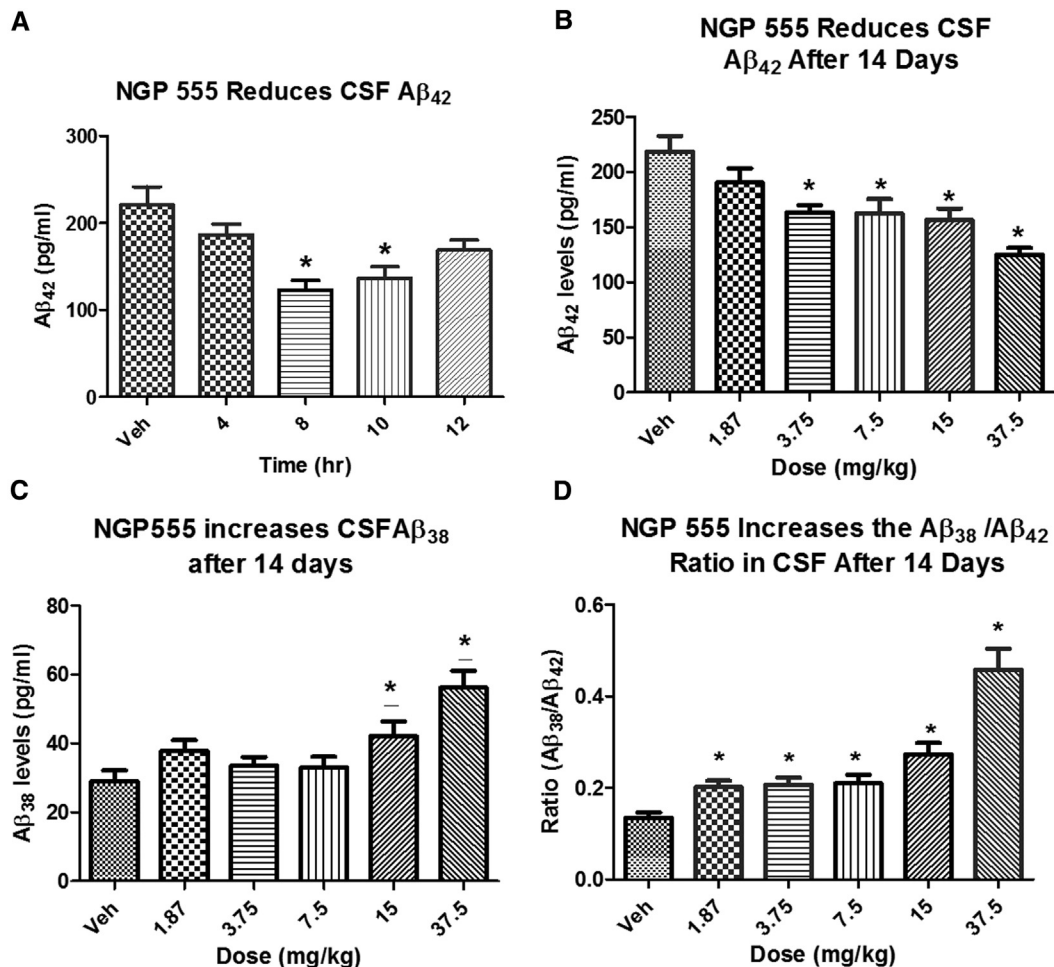 A
NGP 555 Reduces CSF Aβ42
Aβ42 (pg/ml)
300
200
100
0
Veh
4
8
10
12
*
*
Time (hr)
B
NGP 555 Reduces CSF
Aβ42 After 14 Days
Aβ42 levels (pg/ml)
250
200
150
100
50
0
*
*
*
*
Veh
1.87
3.75
7.5
15
37.5
Dose (mg/kg)
C
NGP555 increases CSFAβ38
after 14 days
Aβ38 levels (pg/ml)
80
60
40
20
0
*
*
Veh
1.87
3.75
7.5
15
37.5
Dose (mg/kg)
D
NGP 555 Increases the Aβ38 /Aβ42
Ratio in CSF After 14 Days
Ratio (Aβ38/Aβ42)
0.6
0.4
0.2
0.0
*
*
*
*
*
Veh
1.87
3.75
7.5
15
37.5
Dose (mg/kg)